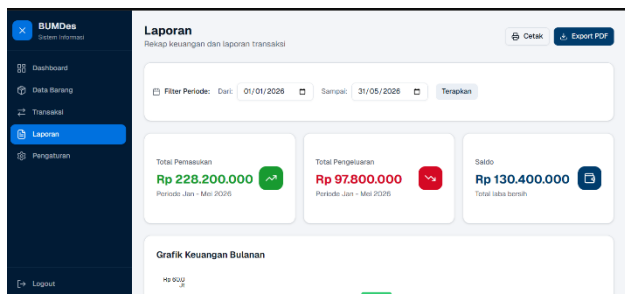 BUMDes
Sistem Informasi
Dashboard
Data Barang
Transaksi
Laporan
Pengaturan
Logout
Laporan
Rekap keuangan dan laporan transaksi
Cetak
Export PDF
Filter Periode: Dari: 01/01/2026 Sampai: 31/05/2026 Terapkan
Total Pemasukan
Rp 228.200.000
Periode Jan - Mei 2026
Total Pengeluaran
Rp 97.800.000
Periode Jan - Mei 2026
Saldo
Rp 130.400.000
Total laba bersih
Grafik Keuangan Bulanan
Rp 60.0